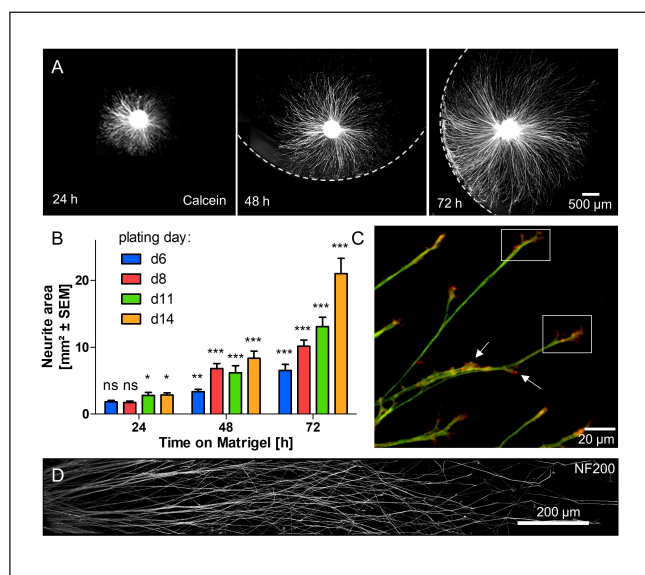 A
24 h
Calcein
48 h
72 h
500 µm
B
plating day:
d6
d8
d11
d14
Neurite area
[mm² ± SEM]
20
10
0
ns ns * *
** *** *** ***
*** *** *** ***
24 48 72
Time on Matrigel [h]
C
20 µm
D
NF200
200 µm